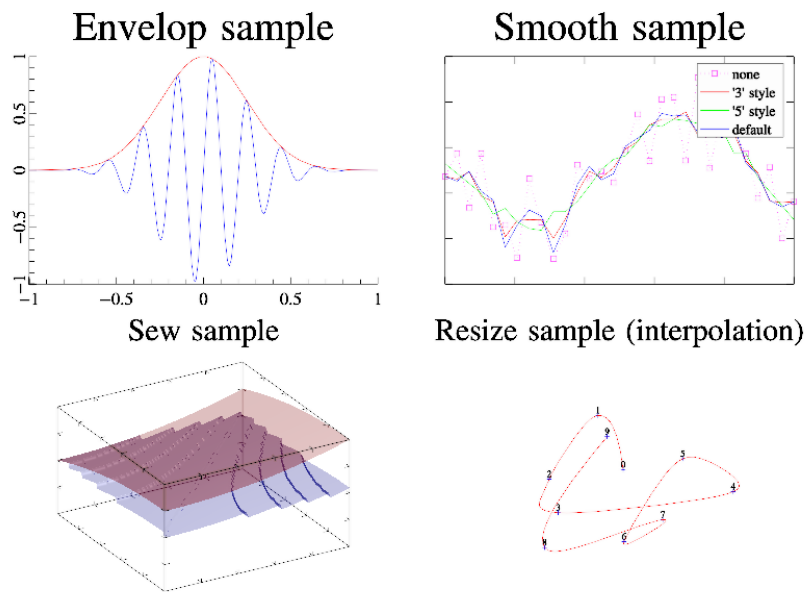 Envelop sample
Smooth sample
1
0.5
0
−0.5
−1
−1
−0.5
0
0.5
1
none
'3' style
'5' style
default
Sew sample
Resize sample (interpolation)
1
9
0
5
2
4
3
7
6
8